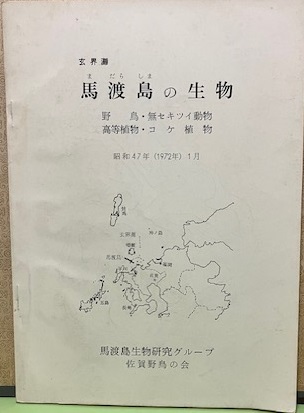 玄界灘
まだらしま
馬渡島の生物
野鳥・無セキツイ動物
高等植物・コケ植物
昭和47年(1972年)1月
馬渡島生物研究グループ
佐賀野鳥の会